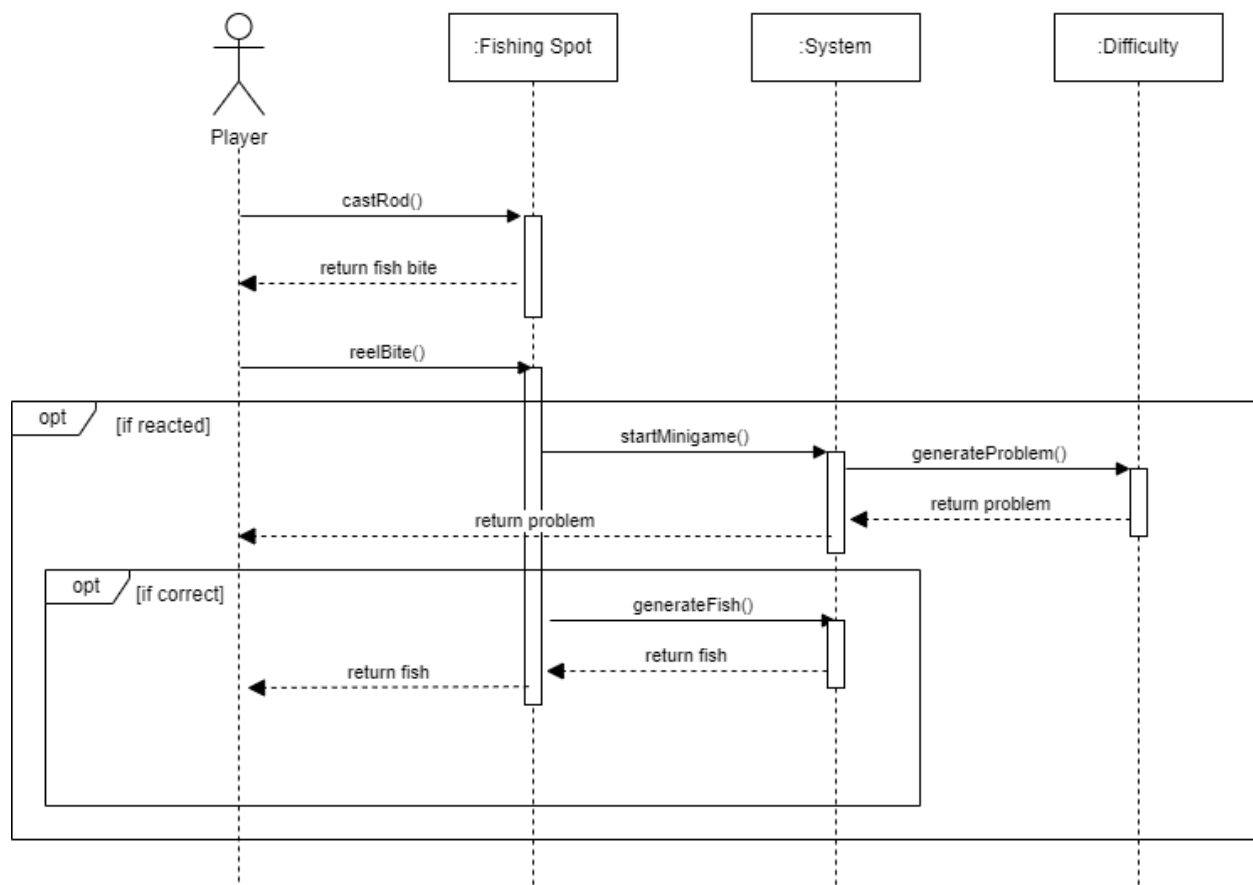 :Fishing Spot
:System
:Difficulty
Player
castRod()
return fish bite
reelBite()
opt
[if reacted]
startMinigame()
generateProblem()
return problem
return problem
opt
[if correct]
generateFish()
return fish
return fish